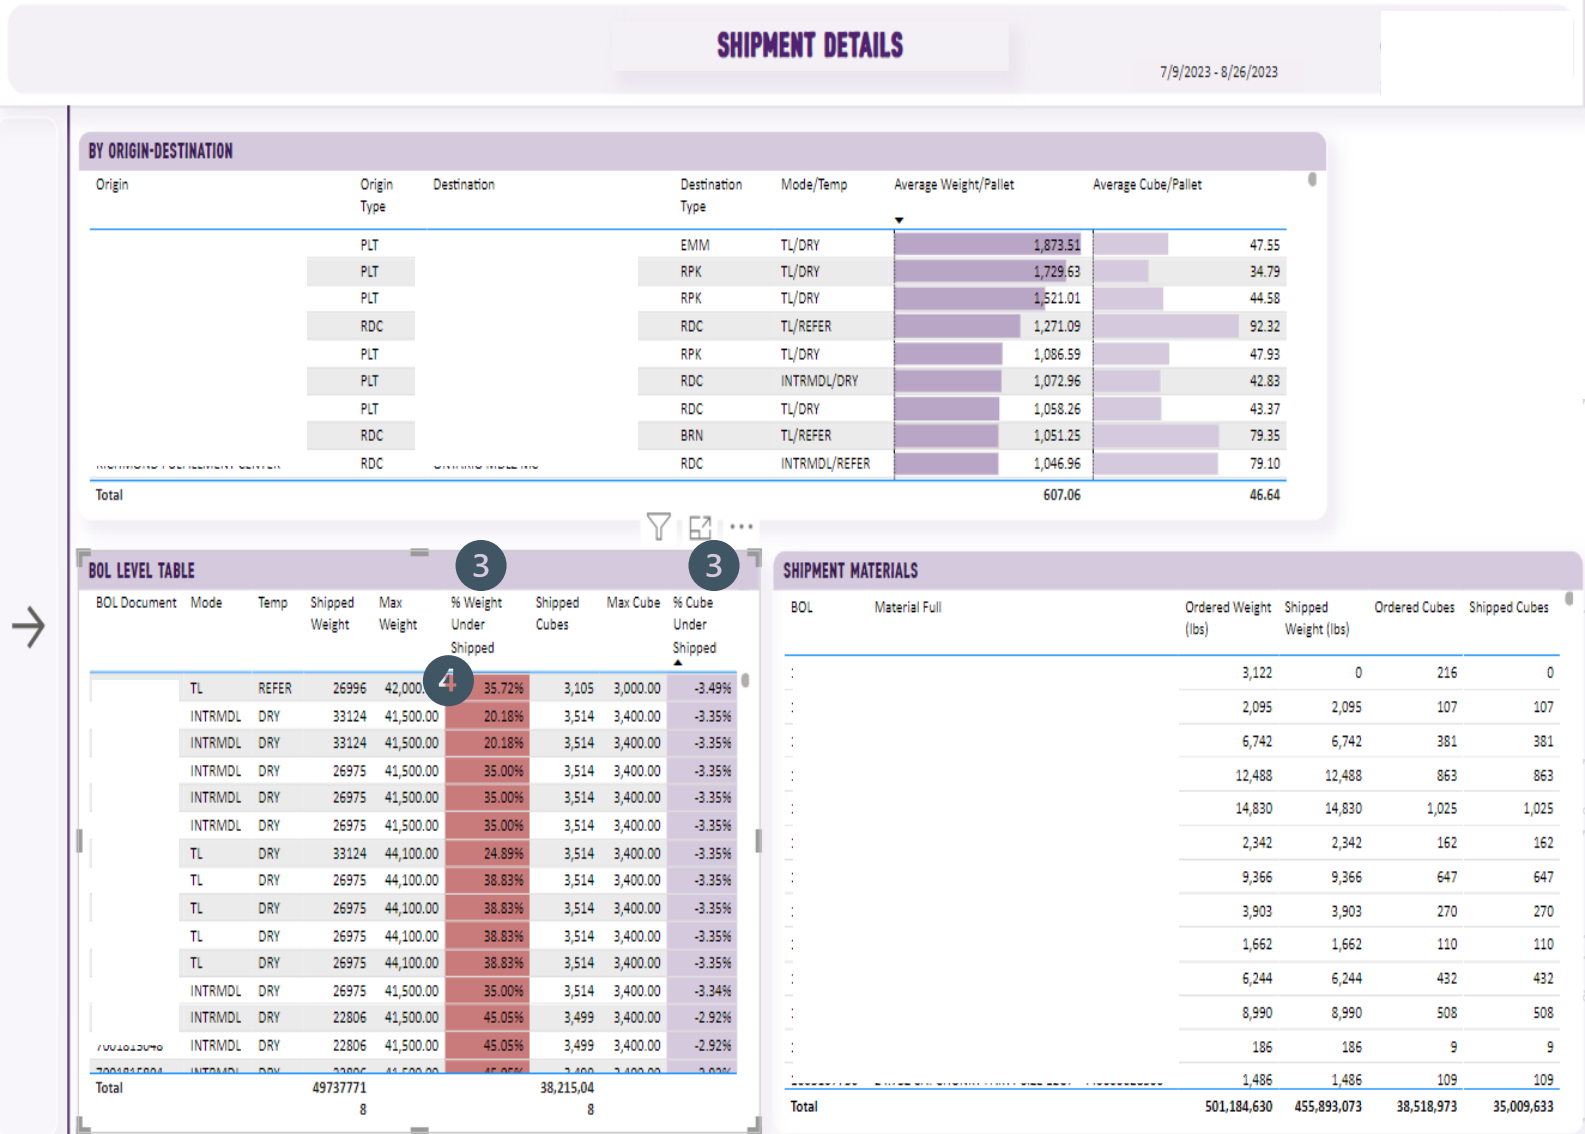 SHIPMENT DETAILS
7/9/2023 - 8/26/2023
BY ORIGIN-DESTINATION
Origin Origin Type Destination Destination Type Mode/Temp Average Weight/Pallet Average Cube/Pallet
PLT EMM TL/DRY 1,873.51 47.55
PLT RPK TL/DRY 1,729.63 34.79
PLT RPK TL/DRY 1,521.01 44.58
RDC RDC TL/REFER 1,271.09 92.32
PLT RPK TL/DRY 1,086.59 47.93
PLT RDC INTRMDL/DRY 1,072.96 42.83
PLT RDC TL/DRY 1,058.26 43.37
RDC BRN TL/REFER 1,051.25 79.35
RDC RDC INTRMDL/REFER 1,046.96 79.10
Total 607.06 46.64
BOL LEVEL TABLE 3 3
BOL Document Mode Temp Shipped Weight Max Weight % Weight Under Shipped Shipped Cubes Max Cube % Cube Under Shipped
4
TL REFER 26996 42,000. 35.72% 3,105 3,000.00 -3.49%
INTRMDL DRY 33124 41,500.00 20.18% 3,514 3,400.00 -3.35%
INTRMDL DRY 33124 41,500.00 20.18% 3,514 3,400.00 -3.35%
INTRMDL DRY 26975 41,500.00 35.00% 3,514 3,400.00 -3.35%
INTRMDL DRY 26975 41,500.00 35.00% 3,514 3,400.00 -3.35%
INTRMDL DRY 26975 41,500.00 35.00% 3,514 3,400.00 -3.35%
TL DRY 33124 44,100.00 24.89% 3,514 3,400.00 -3.35%
TL DRY 26975 44,100.00 38.83% 3,514 3,400.00 -3.35%
TL DRY 26975 44,100.00 38.83% 3,514 3,400.00 -3.35%
TL DRY 26975 44,100.00 38.83% 3,514 3,400.00 -3.35%
TL DRY 26975 44,100.00 38.83% 3,514 3,400.00 -3.35%
INTRMDL DRY 26975 41,500.00 35.00% 3,514 3,400.00 -3.34%
INTRMDL DRY 22806 41,500.00 45.05% 3,499 3,400.00 -2.92%
INTRMDL DRY 22806 41,500.00 45.05% 3,499 3,400.00 -2.92%
Total 49737771 38,215,04
8 8
SHIPMENT MATERIALS
BOL Material Full Ordered Weight (lbs) Shipped Weight (lbs) Ordered Cubes Shipped Cubes
3,122 0 216 0
2,095 2,095 107 107
6,742 6,742 381 381
12,488 12,488 863 863
14,830 14,830 1,025 1,025
2,342 2,342 162 162
9,366 9,366 647 647
3,903 3,903 270 270
1,662 1,662 110 110
6,244 6,244 432 432
8,990 8,990 508 508
186 186 9 9
1,486 1,486 109 109
Total 501,184,630 455,893,073 38,518,973 35,009,633